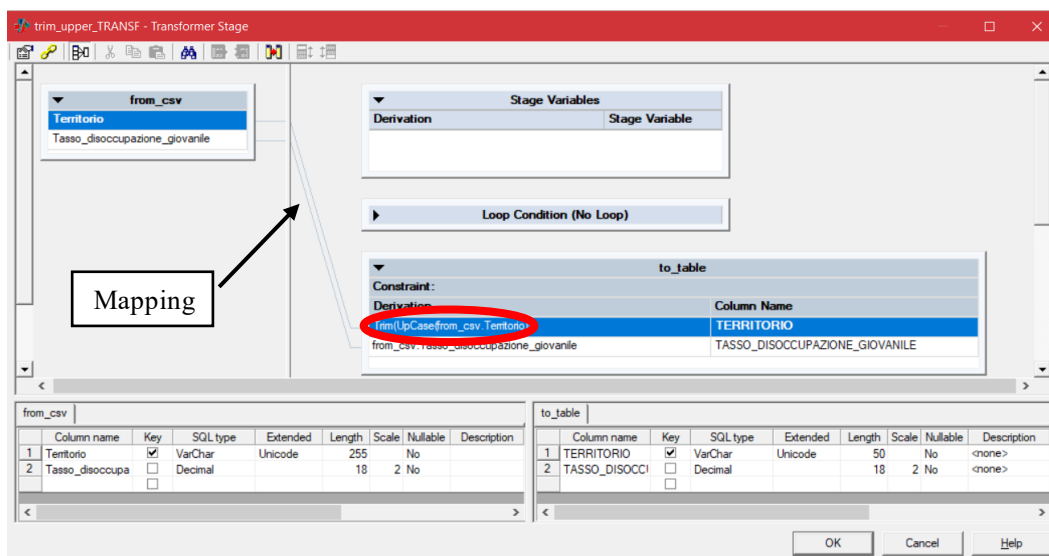 trim_upper_TRANSF - Transformer Stage
from_csv
Territorio
Tasso_disoccupazione_giovanile
Stage Variables
Derivation Stage Variable
Loop Condition (No Loop)
Mapping
to_table
Constraint:
Derivation Column Name
Trim(UpCase(from_csv.Territorio) TERRITORIO
from_csv.Tasso_disoccupazione_giovanile TASSO_DISOCCUPAZIONE_GIOVANILE
from_csv
Column name Key SQL type Extended Length Scale Nullable Description
1 Territorio VarChar Unicode 255 No
2 Tasso_disoccupa Decimal 18 2 No
to_table
Column name Key SQL type Extended Length Scale Nullable Description
1 TERRITORIO VarChar Unicode 50 No <none>
2 TASSO_DISOCCU Decimal 18 2 No <none>
OK Cancel Help